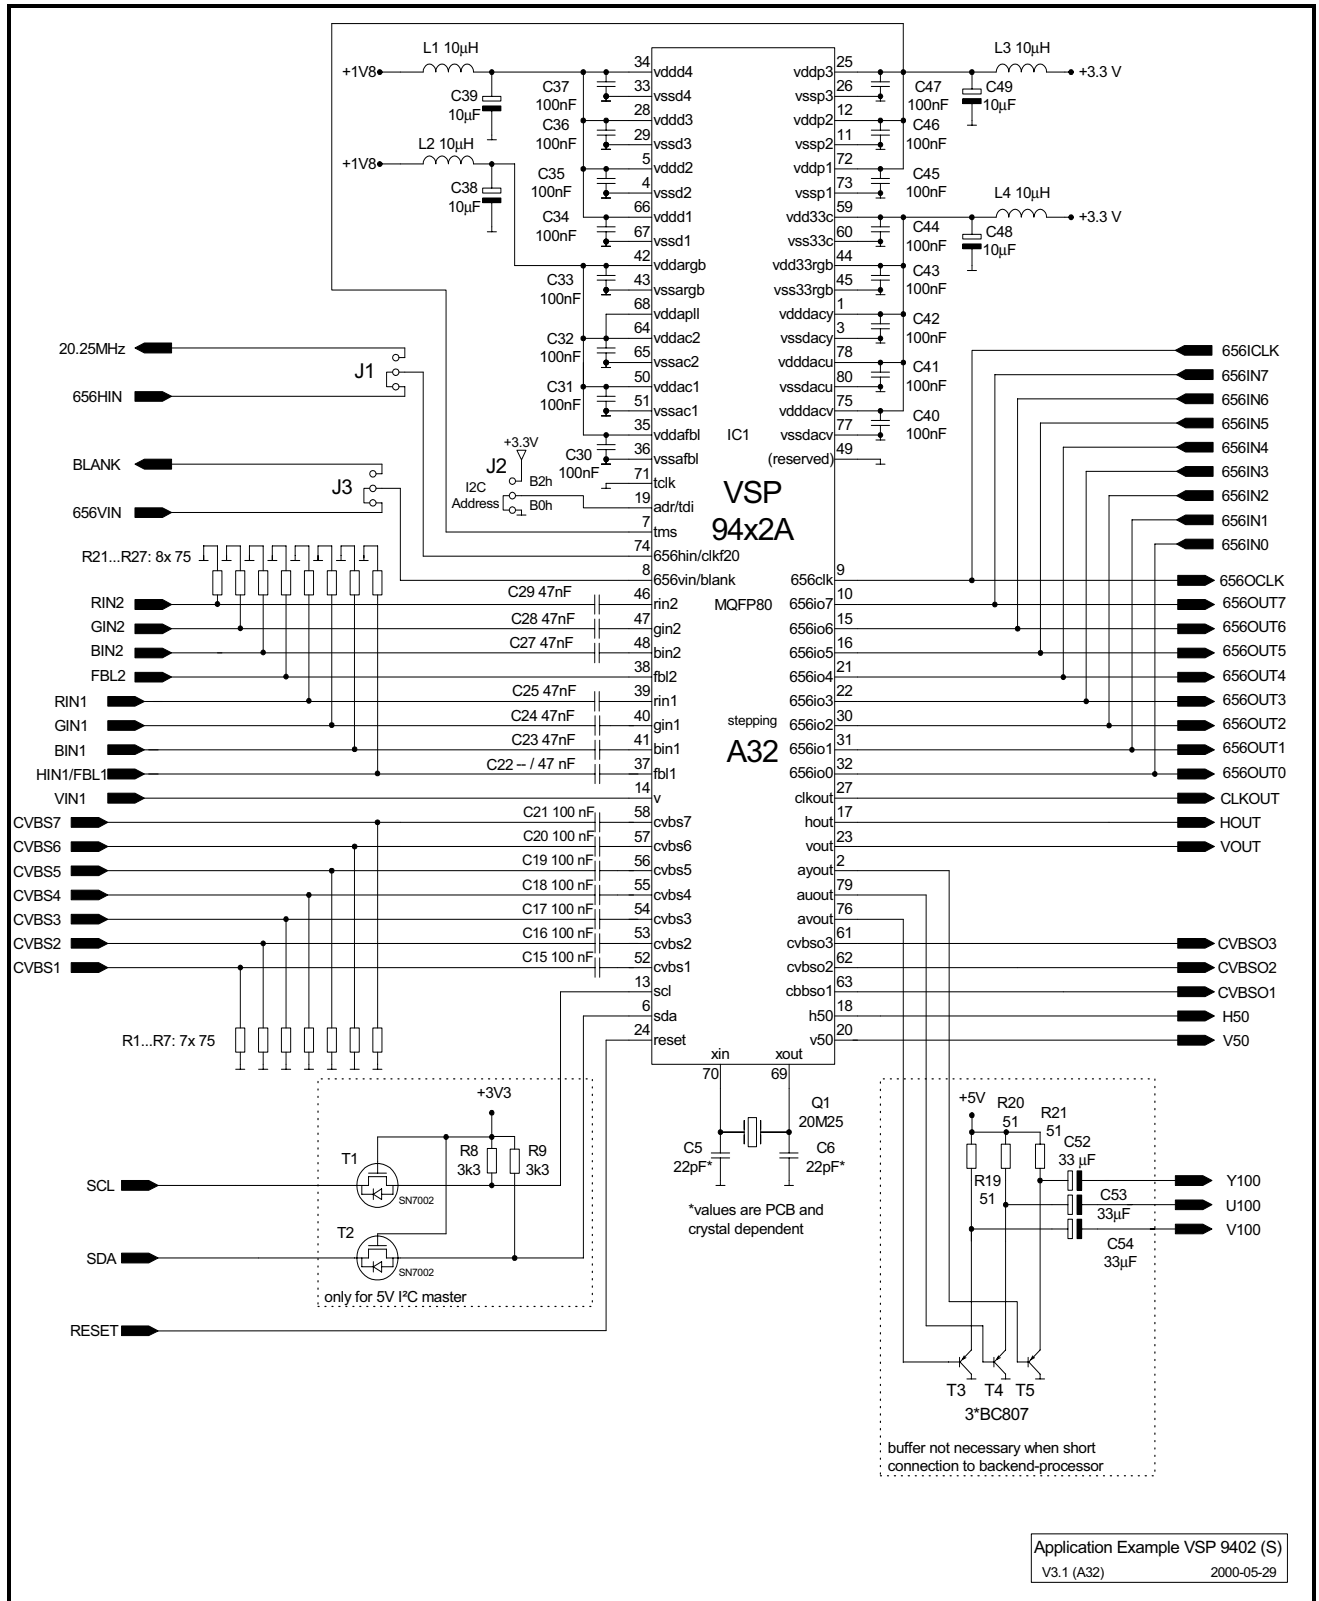 L1 10µH
+1V8
C39
10µF
L2 10µH
+1V8
C38
10µF
C37
100nF
C36
100nF
C35
100nF
C34
100nF
C33
100nF
C32
100nF
C31
100nF
C30
100nF
34 vddd4
33 vssd4
28 vddd3
29 vssd3
5 vddd2
4 vssd2
66 vddd1
67 vssd1
42 vddargb
43 vssargb
68 vddapll
64 vddac2
65 vssac2
50 vddac1
51 vssac1
35 vddafbl
36 vssafbl
71 tclk
19 adr/tdi
7 tms
74 656hin/clkf20
8 656vin/blank
46 rin2
47 gin2
48 bin2
38 fbl2
39 rin1
40 gin1
41 bin1
37 fbl1
14 v
58 cvbs7
57 cvbs6
56 cvbs5
55 cvbs4
54 cvbs3
53 cvbs2
52 cvbs1
13 scl
6 sda
24 reset
xin
70
xout
69
IC1
VSP
94x2A
MQFP80
stepping
A32
vddp3 25
vssp3 26
vddp2 12
vssp2 11
vddp1 72
vssp1 73
vdd33c 59
vss33c 60
vdd33rgb 44
vss33rgb 45
vdddacy 1
vssdacy 3
vdddacu 78
vssdacu 80
vdddacv 75
vssdacv 77
(reserved) 49
656clk 9
656io7 10
656io6 15
656io5 16
656io4 21
656io3 22
656io2 30
656io1 31
656io0 32
clkout 27
hout 17
vout 23
ayout 2
auout 79
avout 76
cvbso3 61
cvbso2 62
cbbso1 63
h50 18
v50 20
L3 10µH
+3.3 V
C47
100nF
C49
10µF
C46
100nF
C45
100nF
L4 10µH
+3.3 V
C44
100nF
C48
10µF
C43
100nF
C42
100nF
C41
100nF
C40
100nF
20.25MHz
J1
656HIN
BLANK
J3
656VIN
+3.3V
J2
B2h
I2C
Address
B0h
R21...R27: 8x 75
RIN2
GIN2
BIN2
FBL2
RIN1
GIN1
BIN1
HIN1/FBL1
VIN1
CVBS7
CVBS6
CVBS5
CVBS4
CVBS3
CVBS2
CVBS1
C29 47nF
C28 47nF
C27 47nF
C25 47nF
C24 47nF
C23 47nF
C22 -- / 47 nF
C21 100 nF
C20 100 nF
C19 100 nF
C18 100 nF
C17 100 nF
C16 100 nF
C15 100 nF
R1...R7: 7x 75
656ICLK
656IN7
656IN6
656IN5
656IN4
656IN3
656IN2
656IN1
656IN0
656OCLK
656OUT7
656OUT6
656OUT5
656OUT4
656OUT3
656OUT2
656OUT1
656OUT0
CLKOUT
HOUT
VOUT
CVBSO3
CVBSO2
CVBSO1
H50
V50
+3V3
T1
R8
3k3
R9
3k3
SCL
SN7002
T2
SDA
SN7002
only for 5V I²C master
RESET
Q1
20M25
C5
22pF*
C6
22pF*
*values are PCB and
crystal dependent
+5V
R20
51
R21
51
R19
51
C52
33 µF
C53
33µF
C54
33µF
Y100
U100
V100
T3 T4 T5
3*BC807
buffer not necessary when short
connection to backend-processor
Application Example VSP 9402 (S)
V3.1 (A32) 2000-05-29